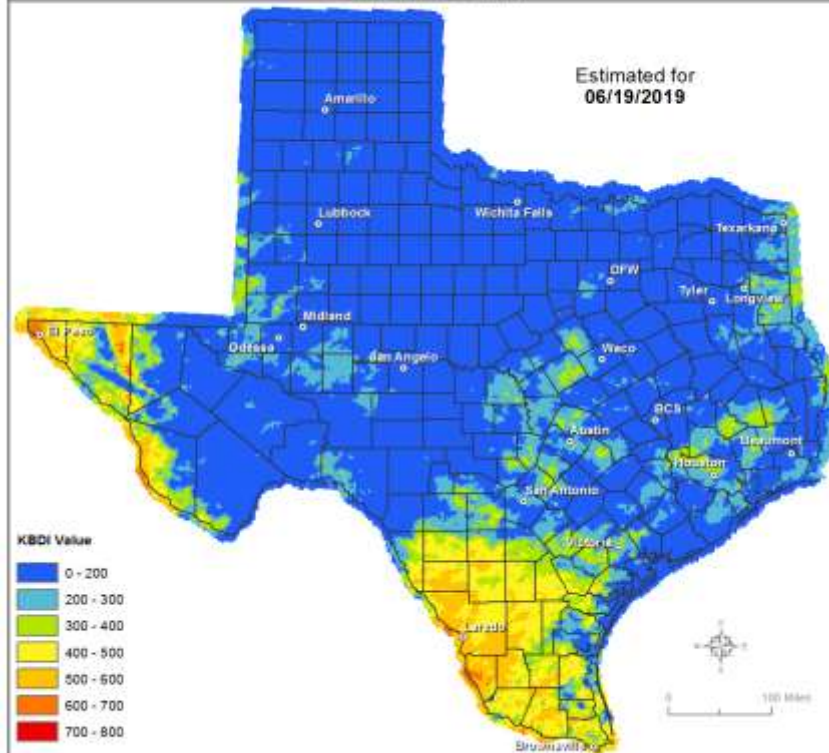 Estimated for
06/19/2019
Amarillo
Lubbock
Wichita Falls
Texarkana
DFW
Tyler
Longview
El Paso
Midland
Odessa
San Angelo
Waco
BCS
Austin
Beaumont
Houston
San Antonio
Victoria
Laredo
Brownsville
KBDI Value
0 - 200
200 - 300
300 - 400
400 - 500
500 - 600
600 - 700
700 - 800
0 100 Miles